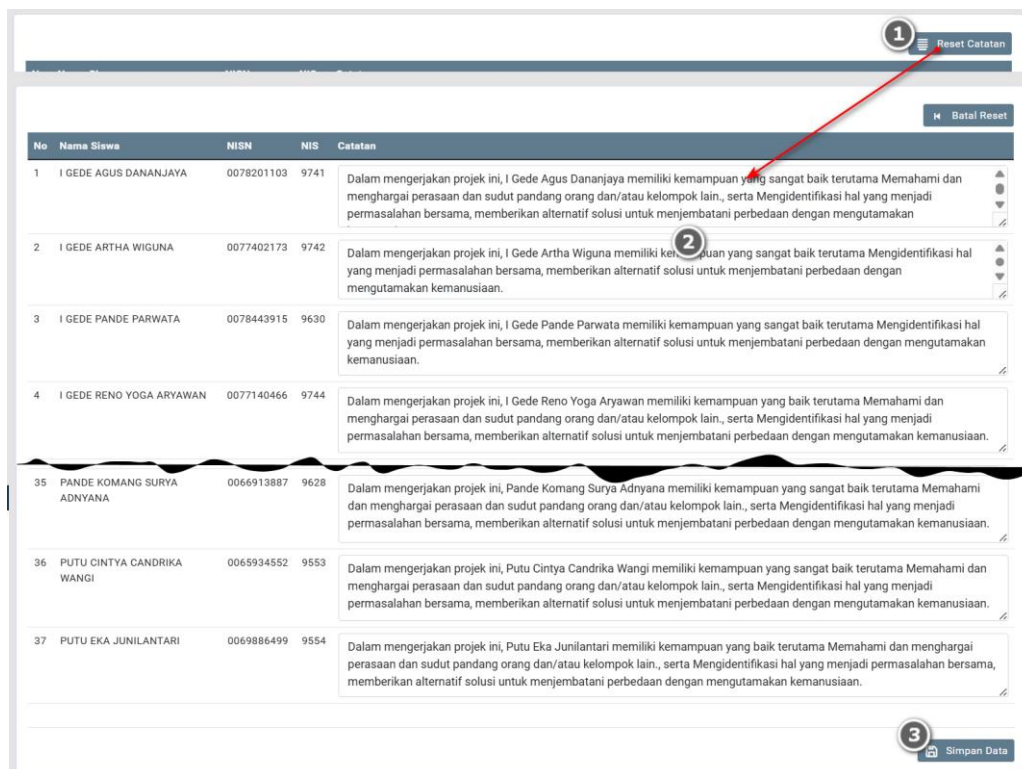 1
Reset Catatan
Batal Reset
No Nama Siswa NISN NIS Catatan
1 I GEDE AGUS DANANJAYA 0078201103 9741 Dalam mengerjakan projek ini, I Gede Agus Dananjaya memiliki kemampuan yang sangat baik terutama Memahami dan
menghargai perasaan dan sudut pandang orang dan/atau kelompok lain., serta Mengidentifikasi hal yang menjadi
permasalahan bersama, memberikan alternatif solusi untuk menjembatani perbedaan dengan mengutamakan
2
2 I GEDE ARTHA WIGUNA 0077402173 9742 Dalam mengerjakan projek ini, I Gede Artha Wiguna memiliki kemampuan yang sangat baik terutama Mengidentifikasi hal
yang menjadi permasalahan bersama, memberikan alternatif solusi untuk menjembatani perbedaan dengan
mengutamakan kemanusiaan.
3 I GEDE PANDE PARWATA 0078443915 9630 Dalam mengerjakan projek ini, I Gede Pande Parwata memiliki kemampuan yang sangat baik terutama Mengidentifikasi hal
yang menjadi permasalahan bersama, memberikan alternatif solusi untuk menjembatani perbedaan dengan mengutamakan
kemanusiaan.
4 I GEDE RENO YOGA ARYAWAN 0077140466 9744 Dalam mengerjakan projek ini, I Gede Reno Yoga Aryawan memiliki kemampuan yang baik terutama Memahami dan
menghargai perasaan dan sudut pandang orang dan/atau kelompok lain., serta Mengidentifikasi hal yang menjadi
permasalahan bersama, memberikan alternatif solusi untuk menjembatani perbedaan dengan mengutamakan kemanusiaan.
35 PANDE KOMANG SURYA 0066913887 9628 Dalam mengerjakan projek ini, Pande Komang Surya Adnyana memiliki kemampuan yang sangat baik terutama Memahami
ADNYANA dan menghargai perasaan dan sudut pandang orang dan/atau kelompok lain., serta Mengidentifikasi hal yang menjadi
permasalahan bersama, memberikan alternatif solusi untuk menjembatani perbedaan dengan mengutamakan kemanusiaan.
36 PUTU CINTYA CANDRIKA 0065934552 9553 Dalam mengerjakan projek ini, Putu Cintya Candrika Wangi memiliki kemampuan yang sangat baik terutama Memahami dan
WANGI menghargai perasaan dan sudut pandang orang dan/atau kelompok lain., serta Mengidentifikasi hal yang menjadi
permasalahan bersama, memberikan alternatif solusi untuk menjembatani perbedaan dengan mengutamakan kemanusiaan.
37 PUTU EKA JUNILANTARI 0069886499 9554 Dalam mengerjakan projek ini, Putu Eka Junilantari memiliki kemampuan yang baik terutama Memahami dan menghargai
perasaan dan sudut pandang orang dan/atau kelompok lain., serta Mengidentifikasi hal yang menjadi permasalahan bersama,
memberikan alternatif solusi untuk menjembatani perbedaan dengan mengutamakan kemanusiaan.
3
Simpan Data